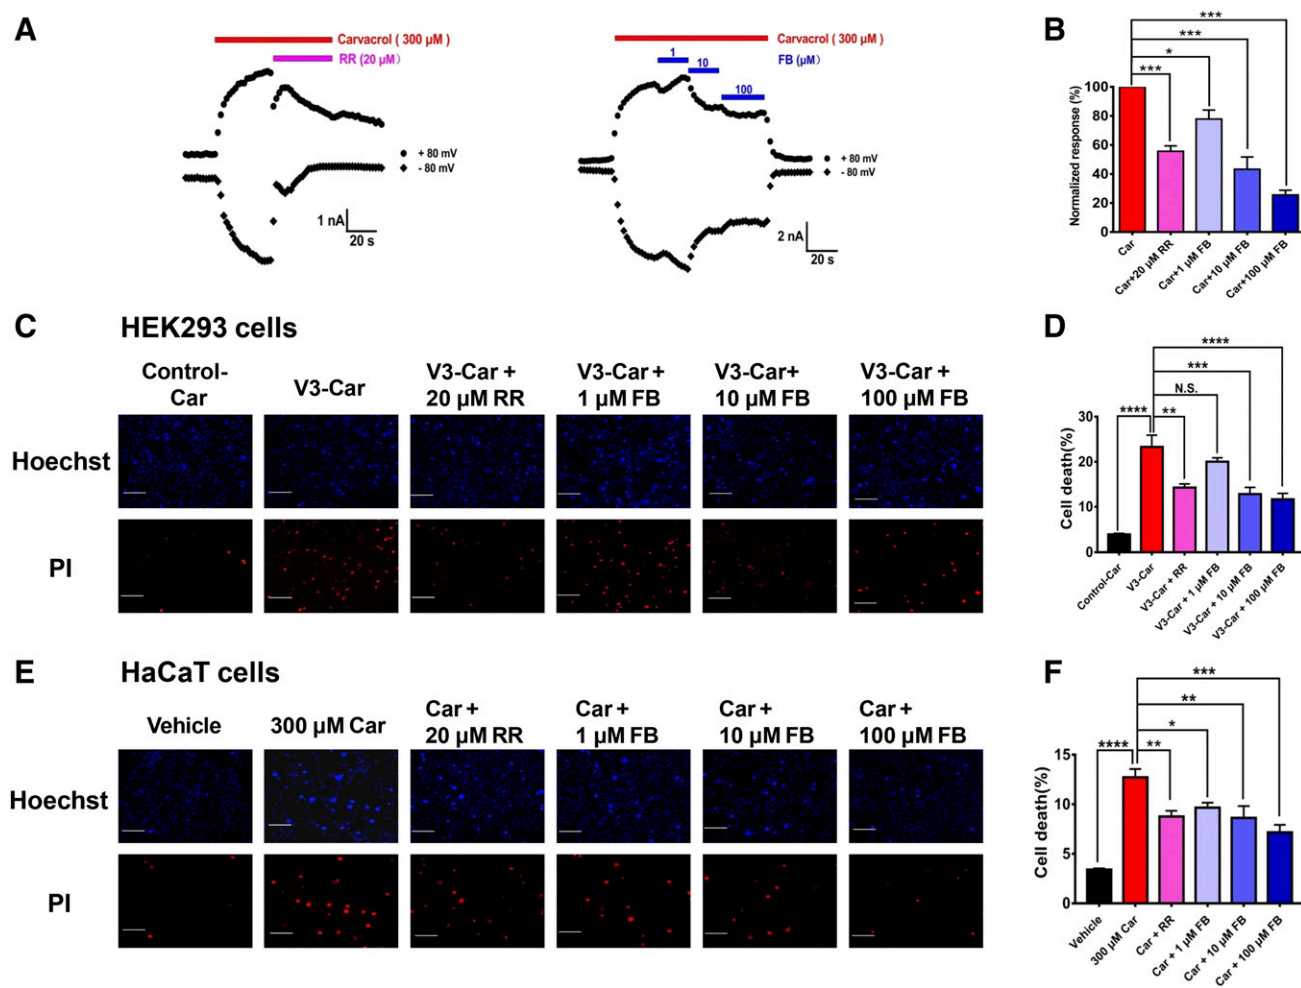 A
Carvacrol ( 300 µM )
RR (20 µM)
+ 80 mV
- 80 mV
1 nA
20 s
Carvacrol ( 300 µM )
1
FB (µM)
10
100
+ 80 mV
- 80 mV
2 nA
20 s
B
***
***
*
***
Normalized response (%)
100
80
60
40
20
0
Car
Car+20 µM RR
Car+1 µM FB
Car+10 µM FB
Car+100 µM FB
C
HEK293 cells
Control-
Car
V3-Car
V3-Car +
20 µM RR
V3-Car +
1 µM FB
V3-Car+
10 µM FB
V3-Car+
100 µM FB
Hoechst
PI
D
****
***
N.S.
****
**
Cell death(%)
30
20
10
0
Control-Car
V3-Car
V3-Car + RR
V3-Car + 1 µM FB
V3-Car + 10 µM FB
V3-Car + 100 µM FB
E
HaCaT cells
Vehicle
300 µM Car
Car +
20 µM RR
Car +
1 µM FB
Car +
10 µM FB
Car +
100 µM FB
Hoechst
PI
F
***
**
*
****
**
Cell death(%)
15
10
5
0
Vehicle
300 µM Car
Car + RR
Car + 1 µM FB
Car + 10 µM FB
Car + 100 µM FB